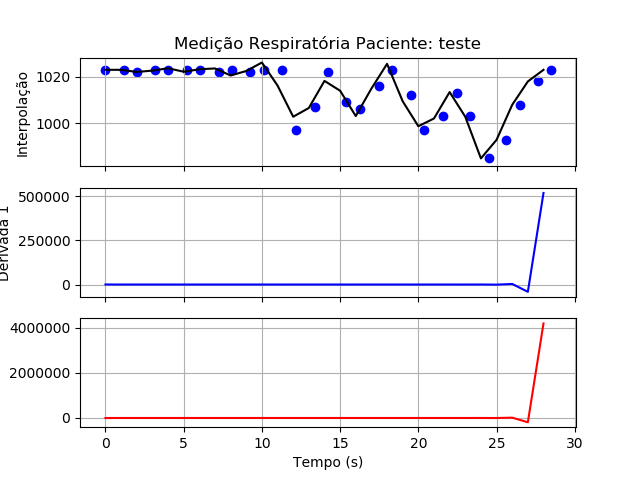 Medição Respiratória Paciente: teste
Interpolação
1020
1000
Derivada 1
500000
250000
0
4000000
2000000
0
0 5 10 15 20 25 30
Tempo (s)